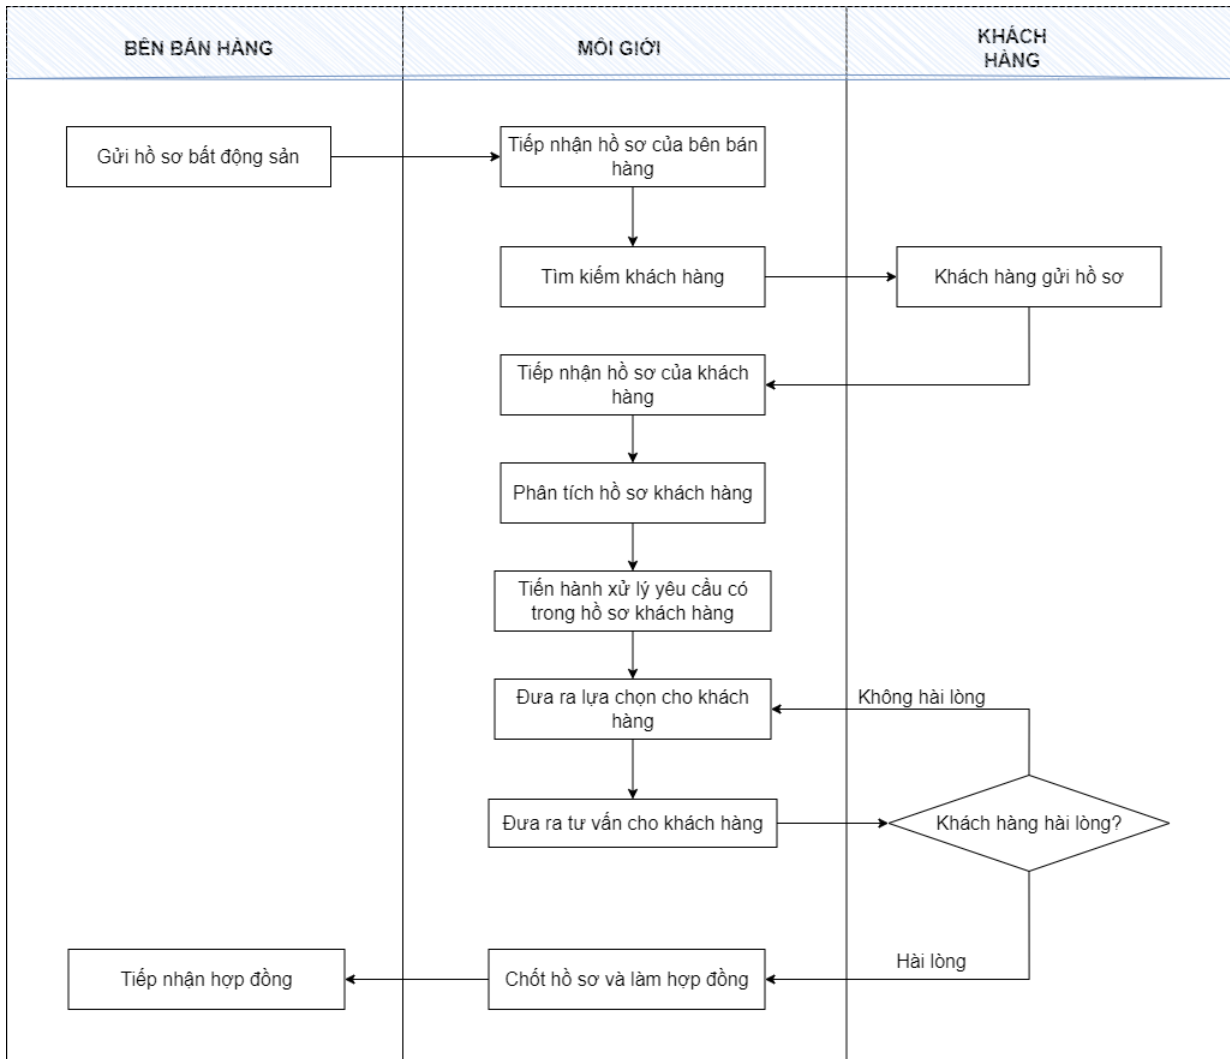 BÊN BÁN HÀNG
MÔI GIỚI
KHÁCH
HÀNG
Gửi hồ sơ bất động sản
Tiếp nhận hồ sơ của bên bán
hàng
Tìm kiếm khách hàng
Khách hàng gửi hồ sơ
Tiếp nhận hồ sơ của khách
hàng
Phân tích hồ sơ khách hàng
Tiến hành xử lý yêu cầu có
trong hồ sơ khách hàng
Đưa ra lựa chọn cho khách
hàng
Không hài lòng
Đưa ra tư vấn cho khách hàng
Khách hàng hài lòng?
Hài lòng
Tiếp nhận hợp đồng
Chốt hồ sơ và làm hợp đồng